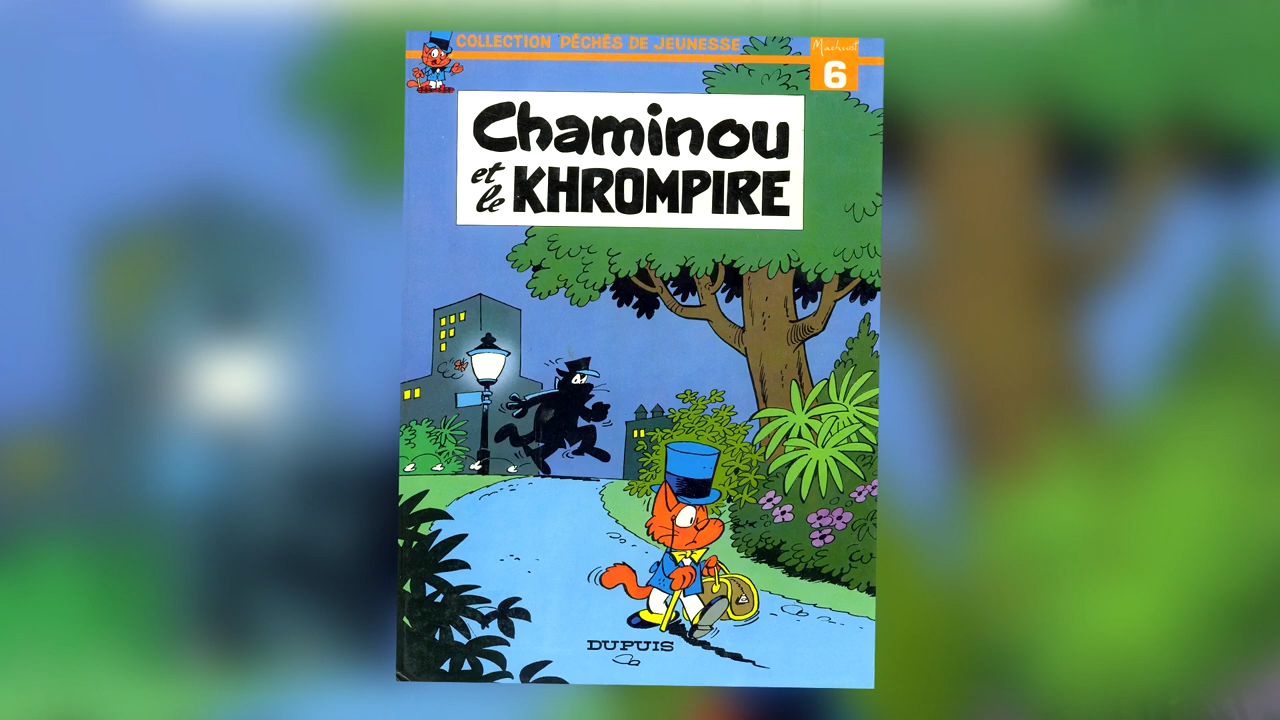 COLLECTION PÉCHÉS DE JEUNESSE
Macherot
6
Chaminou
et le KHROMPIRE
DUPUIS